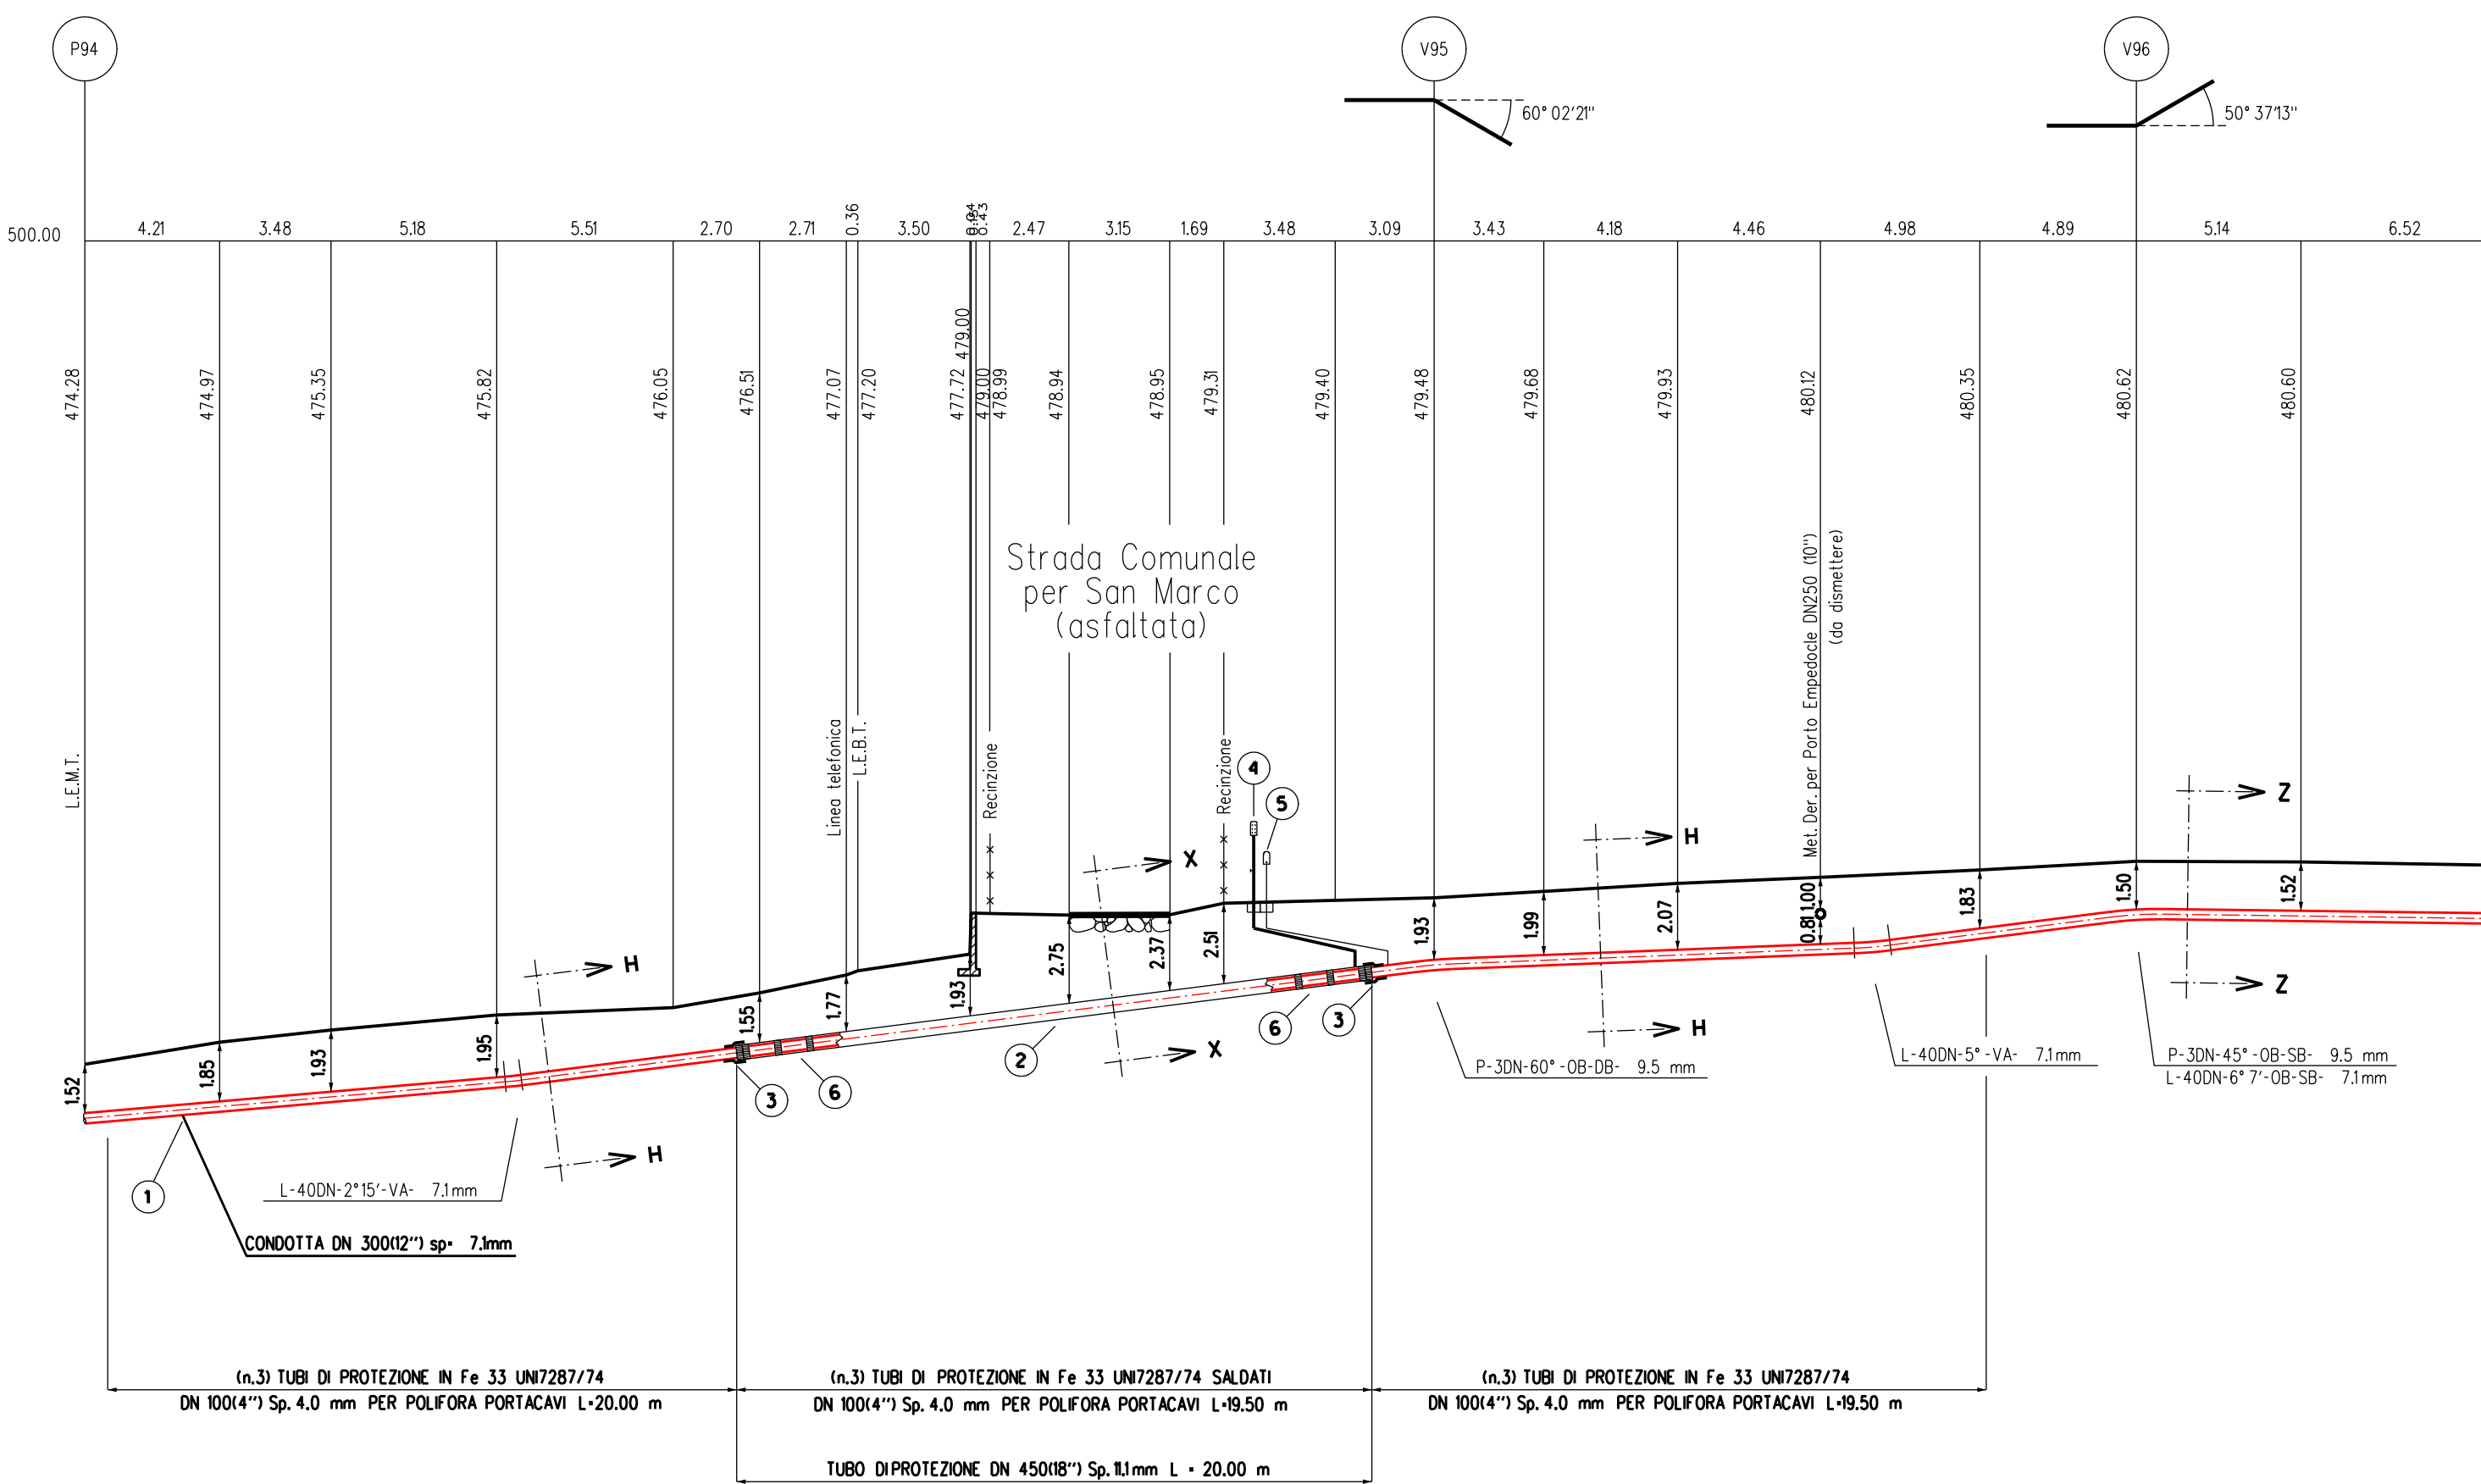 P94
V95
V96
60° 02'21"
50° 37'13"
500.00
4.21
3.48
5.18
5.51
2.70
2.71
0.36
3.50
2.47
3.15
1.69
3.48
3.09
3.43
4.18
4.46
4.98
4.89
5.14
6.52
474.28
474.97
475.35
475.82
476.05
476.51
477.07
477.20
477.72
479.00
479.00
478.99
478.94
478.95
479.31
479.40
479.48
479.68
479.93
480.12
480.35
480.62
480.60
Strada Comunale
per San Marco
(asfaltata)
L.E.M.T.
Linea telefonica
L.E.B.T.
Recinzione
Recinzione
Met. Der. per Porto Empedocle DN250 (10")
(da dismettere)
4
5
X
X
H
H
H
H
Z
Z
1.52
1.85
1.93
1.95
1.55
1.77
1.93
2.75
2.37
2.51
1.93
1.99
2.07
1.00
0.81
1.83
1.50
1.52
1
2
3
6
6
3
L-40DN-2°15'-VA- 7.1mm
CONDOTTA DN 300(12") sp= 7.1mm
P-3DN-60°-OB-DB- 9.5 mm
L-40DN-5°-VA- 7.1mm
P-3DN-45°-OB-SB- 9.5 mm
L-40DN-6° 7'-OB-SB- 7.1mm
(n.3) TUBI DI PROTEZIONE IN Fe 33 UNI7287/74
DN 100(4") Sp. 4.0 mm PER POLIFORA PORTACAVI L=20.00 m
(n.3) TUBI DI PROTEZIONE IN Fe 33 UNI7287/74 SALDATI
DN 100(4") Sp. 4.0 mm PER POLIFORA PORTACAVI L=19.50 m
(n.3) TUBI DI PROTEZIONE IN Fe 33 UNI7287/74
DN 100(4") Sp. 4.0 mm PER POLIFORA PORTACAVI L=19.50 m
TUBO DI PROTEZIONE DN 450(18") Sp. 11.1mm L = 20.00 m